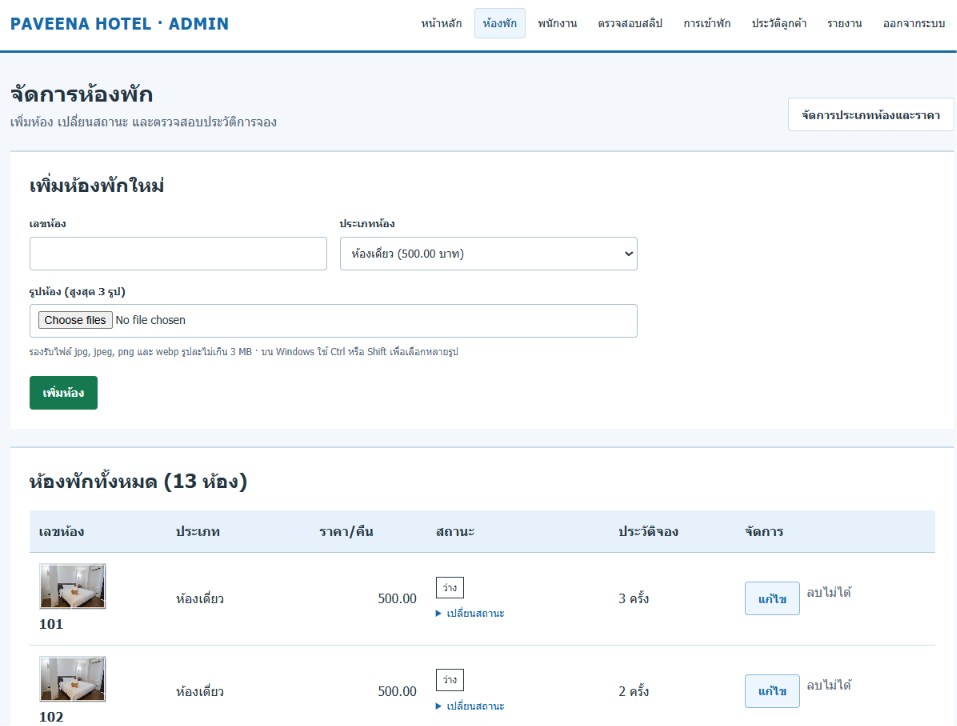 PAVEENA HOTEL · ADMIN
หน้าหลัก ห้องพัก พนักงาน ตรวจสอบสลิป การเข้าพัก ประวัติลูกค้า รายงาน ออกจากระบบ
จัดการห้องพัก
เพิ่มห้อง เปลี่ยนสถานะ และตรวจสอบประวัติการจอง
จัดการประเภทห้องและราคา
เพิ่มห้องพักใหม่
เลขห้อง ประเภทห้อง
ห้องเดี่ยว (500.00 บาท)
รูปห้อง (สูงสุด 3 รูป)
Choose files No file chosen
รองรับไฟล์ jpg, jpeg, png และ webp รูปละไม่เกิน 3 MB · บน Windows ใช้ Ctrl หรือ Shift เพื่อเลือกหลายรูป
เพิ่มห้อง
ห้องพักทั้งหมด (13 ห้อง)
เลขห้อง ประเภท ราคา/คืน สถานะ ประวัติจอง จัดการ
101 ห้องเดี่ยว 500.00 ว่าง 3 ครั้ง แก้ไข ลบไม่ได้
▶ เปลี่ยนสถานะ
102 ห้องเดี่ยว 500.00 ว่าง 2 ครั้ง แก้ไข ลบไม่ได้
▶ เปลี่ยนสถานะ